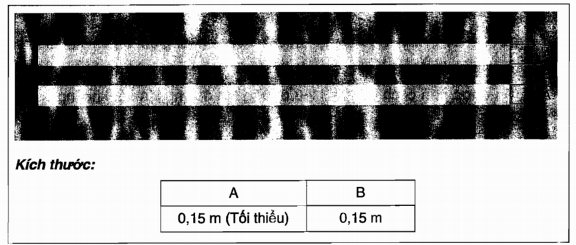 Kích thước:
A B
0,15 m (Tối thiểu) 0,15 m